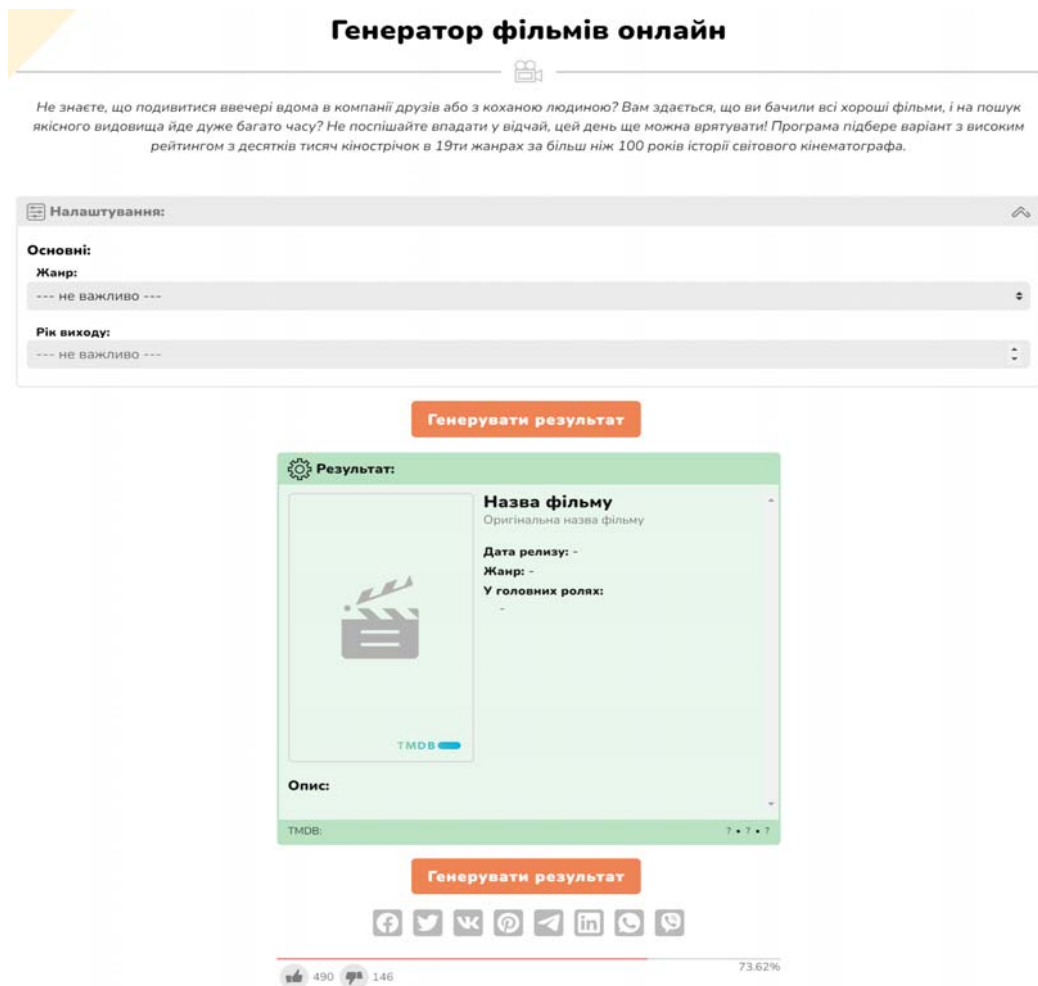 Генератор фільмів онлайн
Не знаєте, що подивитися ввечері вдома в компанії друзів або з коханою людиною? Вам здається, що ви бачили всі хороші фільми, і на пошук
якісного видовища йде дуже багато часу? Не поспішайте впадати у відчай, цей день ще можна врятувати! Програма підбере варіант з високим
рейтингом з десятків тисяч кінострічок в 19ти жанрах за більш ніж 100 років історії світового кінематографа.
Налаштування:
Основні:
Жанр:
--- не важливо ---
Рік виходу:
--- не важливо ---
Генерувати результат
Результат:
Назва фільму
Оригінальна назва фільму
Дата релизу: -
Жанр: -
У головних ролях:
-
TMDB
Опис:
TMDB: ? • ? • ?
Генерувати результат
73.62%
490 146